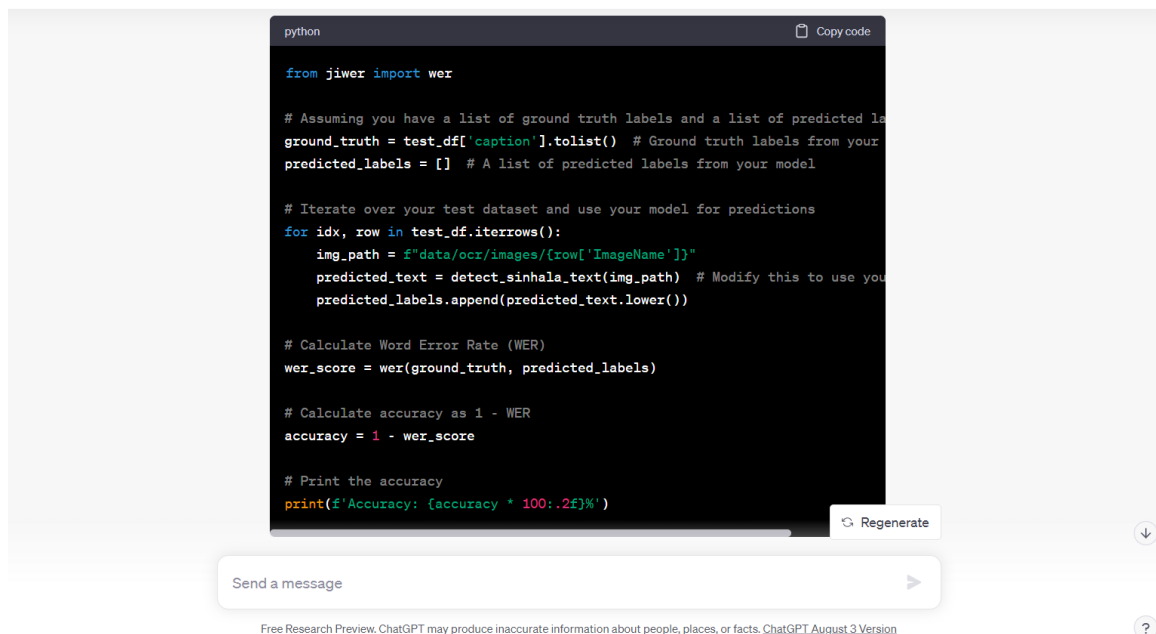 python
Copy code
from jiwer import wer
# Assuming you have a list of ground truth labels and a list of predicted la
ground_truth = test_df['caption'].tolist()  # Ground truth labels from your
predicted_labels = []  # A list of predicted labels from your model
# Iterate over your test dataset and use your model for predictions
for idx, row in test_df.iterrows():
    img_path = f"data/ocr/images/{row['ImageName']}"
    predicted_text = detect_sinhala_text(img_path)  # Modify this to use you
    predicted_labels.append(predicted_text.lower())
# Calculate Word Error Rate (WER)
wer_score = wer(ground_truth, predicted_labels)
# Calculate accuracy as 1 - WER
accuracy = 1 - wer_score
# Print the accuracy
print(f'Accuracy: {accuracy * 100:.2f}%')
Regenerate
Send a message
Free Research Preview. ChatGPT may produce inaccurate information about people, places, or facts. ChatGPT August 3 Version
?